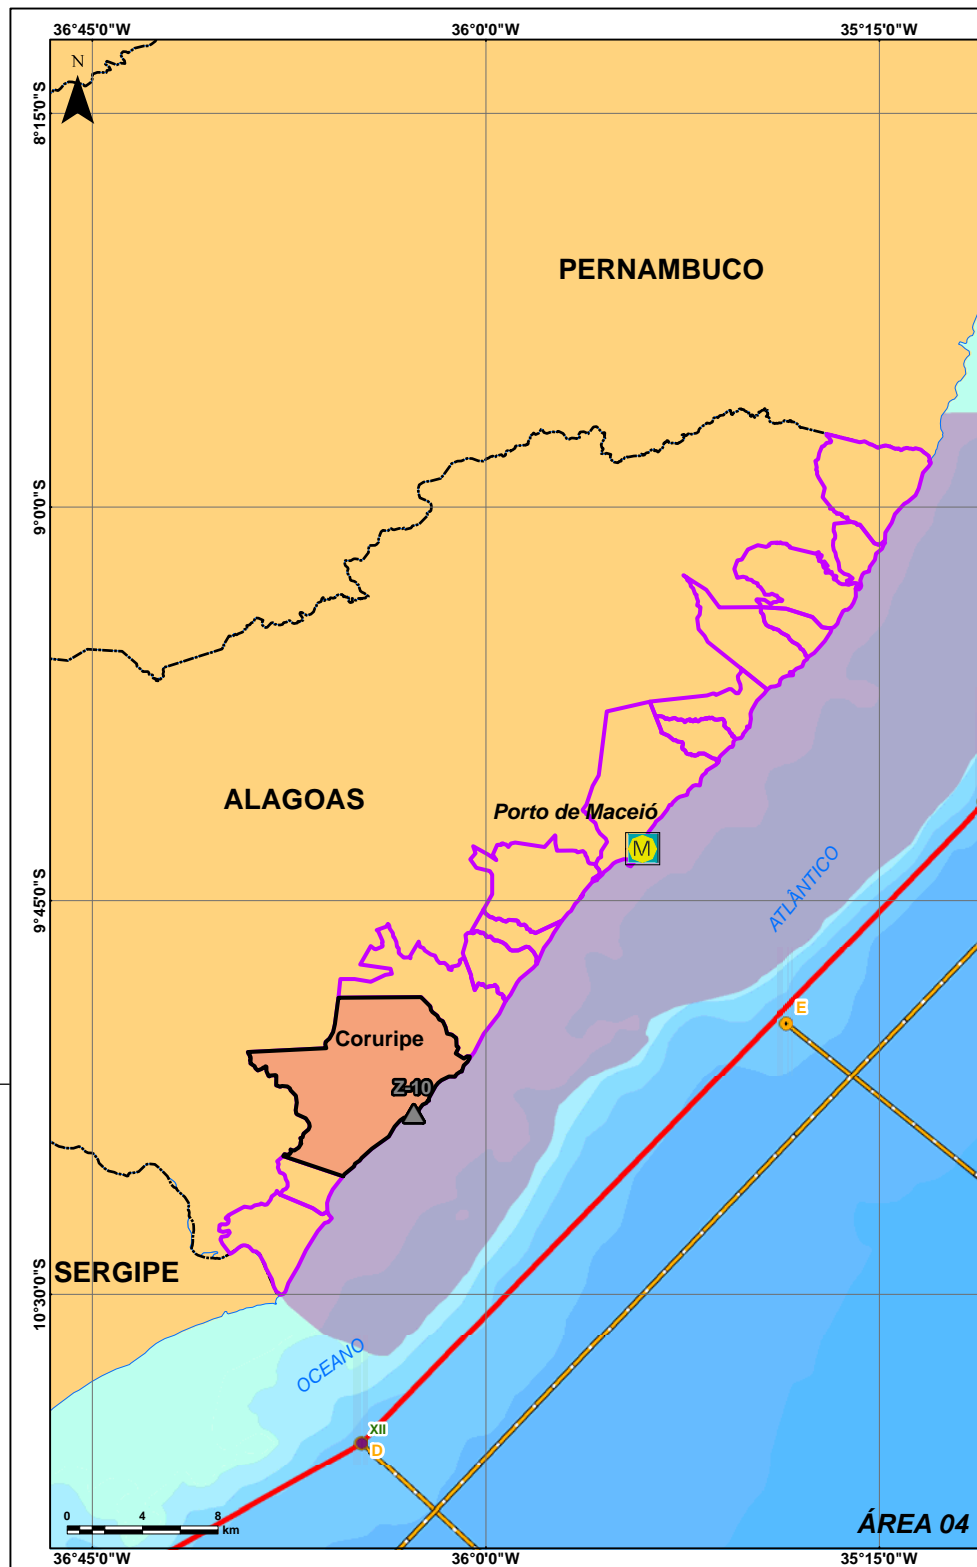 36°45'0"W
36°0'0"W
35°15'0"W
N
8°15'0"S
PERNAMBUCO
9°0'0"S
ALAGOAS
Porto de Maceió
M
ATLÂNTICO
9°45'0"S
E
Coruripe
Z-10
SERGIPE
10°30'0"S
OCEANO
XII
D
0 4 8
km
ÁREA 04
36°45'0"W
36°0'0"W
35°15'0"W